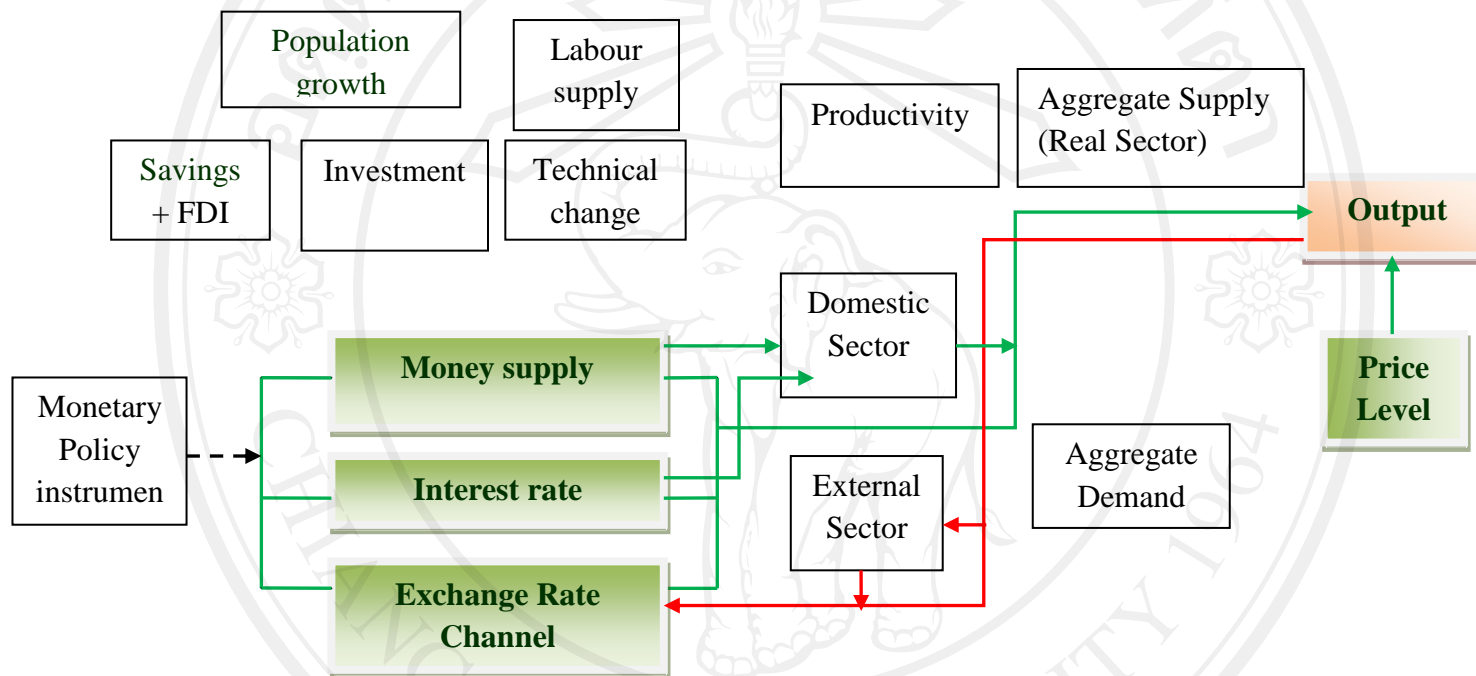 Population
growth
Labour
supply
Productivity
Aggregate Supply
(Real Sector)
Savings
+ FDI
Investment
Technical
change
Output
Domestic
Sector
Money supply
Price
Level
Monetary
Policy
instrumen
Interest rate
External
Sector
Aggregate
Demand
Exchange Rate
Channel
1964